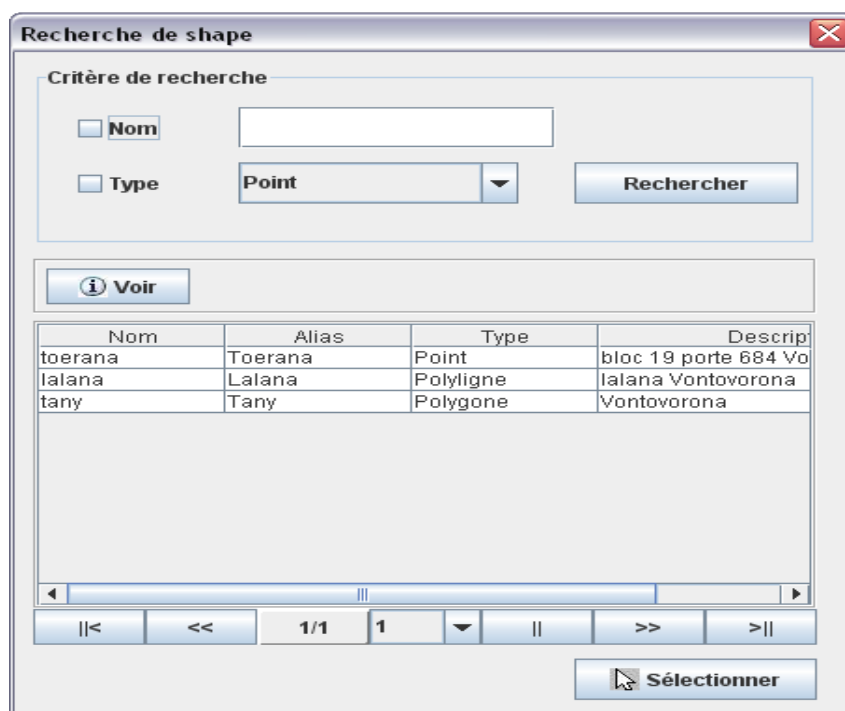 Recherche de shape
Critère de recherche
Nom
Type Point Rechercher
Voir
Nom Alias Type Descrip
toerana Toerana Point bloc 19 porte 684 Vo
lalana Lalana Polyligne lalana Vontovorona
tany Tany Polygone Vontovorona
||< << 1/1 1 || >> >||
Sélectionner